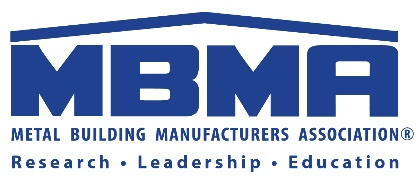 MBMA
METAL BUILDING MANUFACTURERS ASSOCIATION®
Research • Leadership • Education